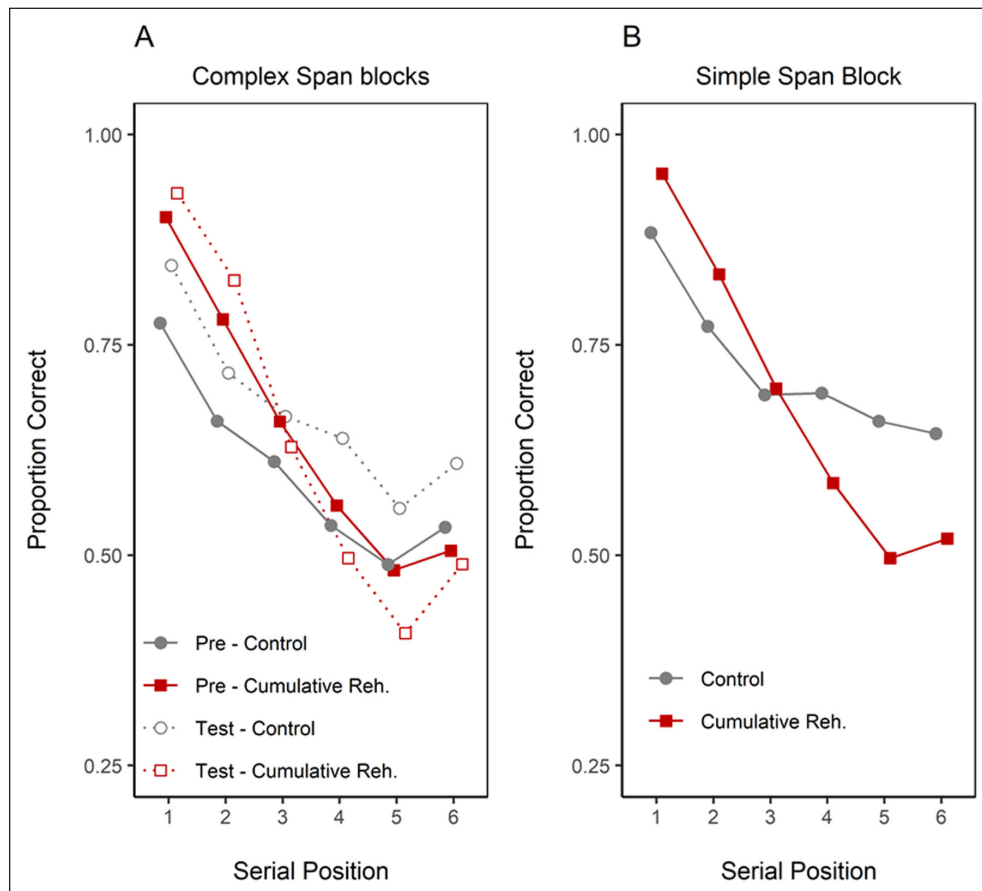 A
Complex Span blocks
Proportion Correct
1.00
0.75
0.50
0.25
Pre - Control
Pre - Cumulative Reh.
Test - Control
Test - Cumulative Reh.
1 2 3 4 5 6
Serial Position
B
Simple Span Block
Proportion Correct
1.00
0.75
0.50
0.25
Control
Cumulative Reh.
1 2 3 4 5 6
Serial Position